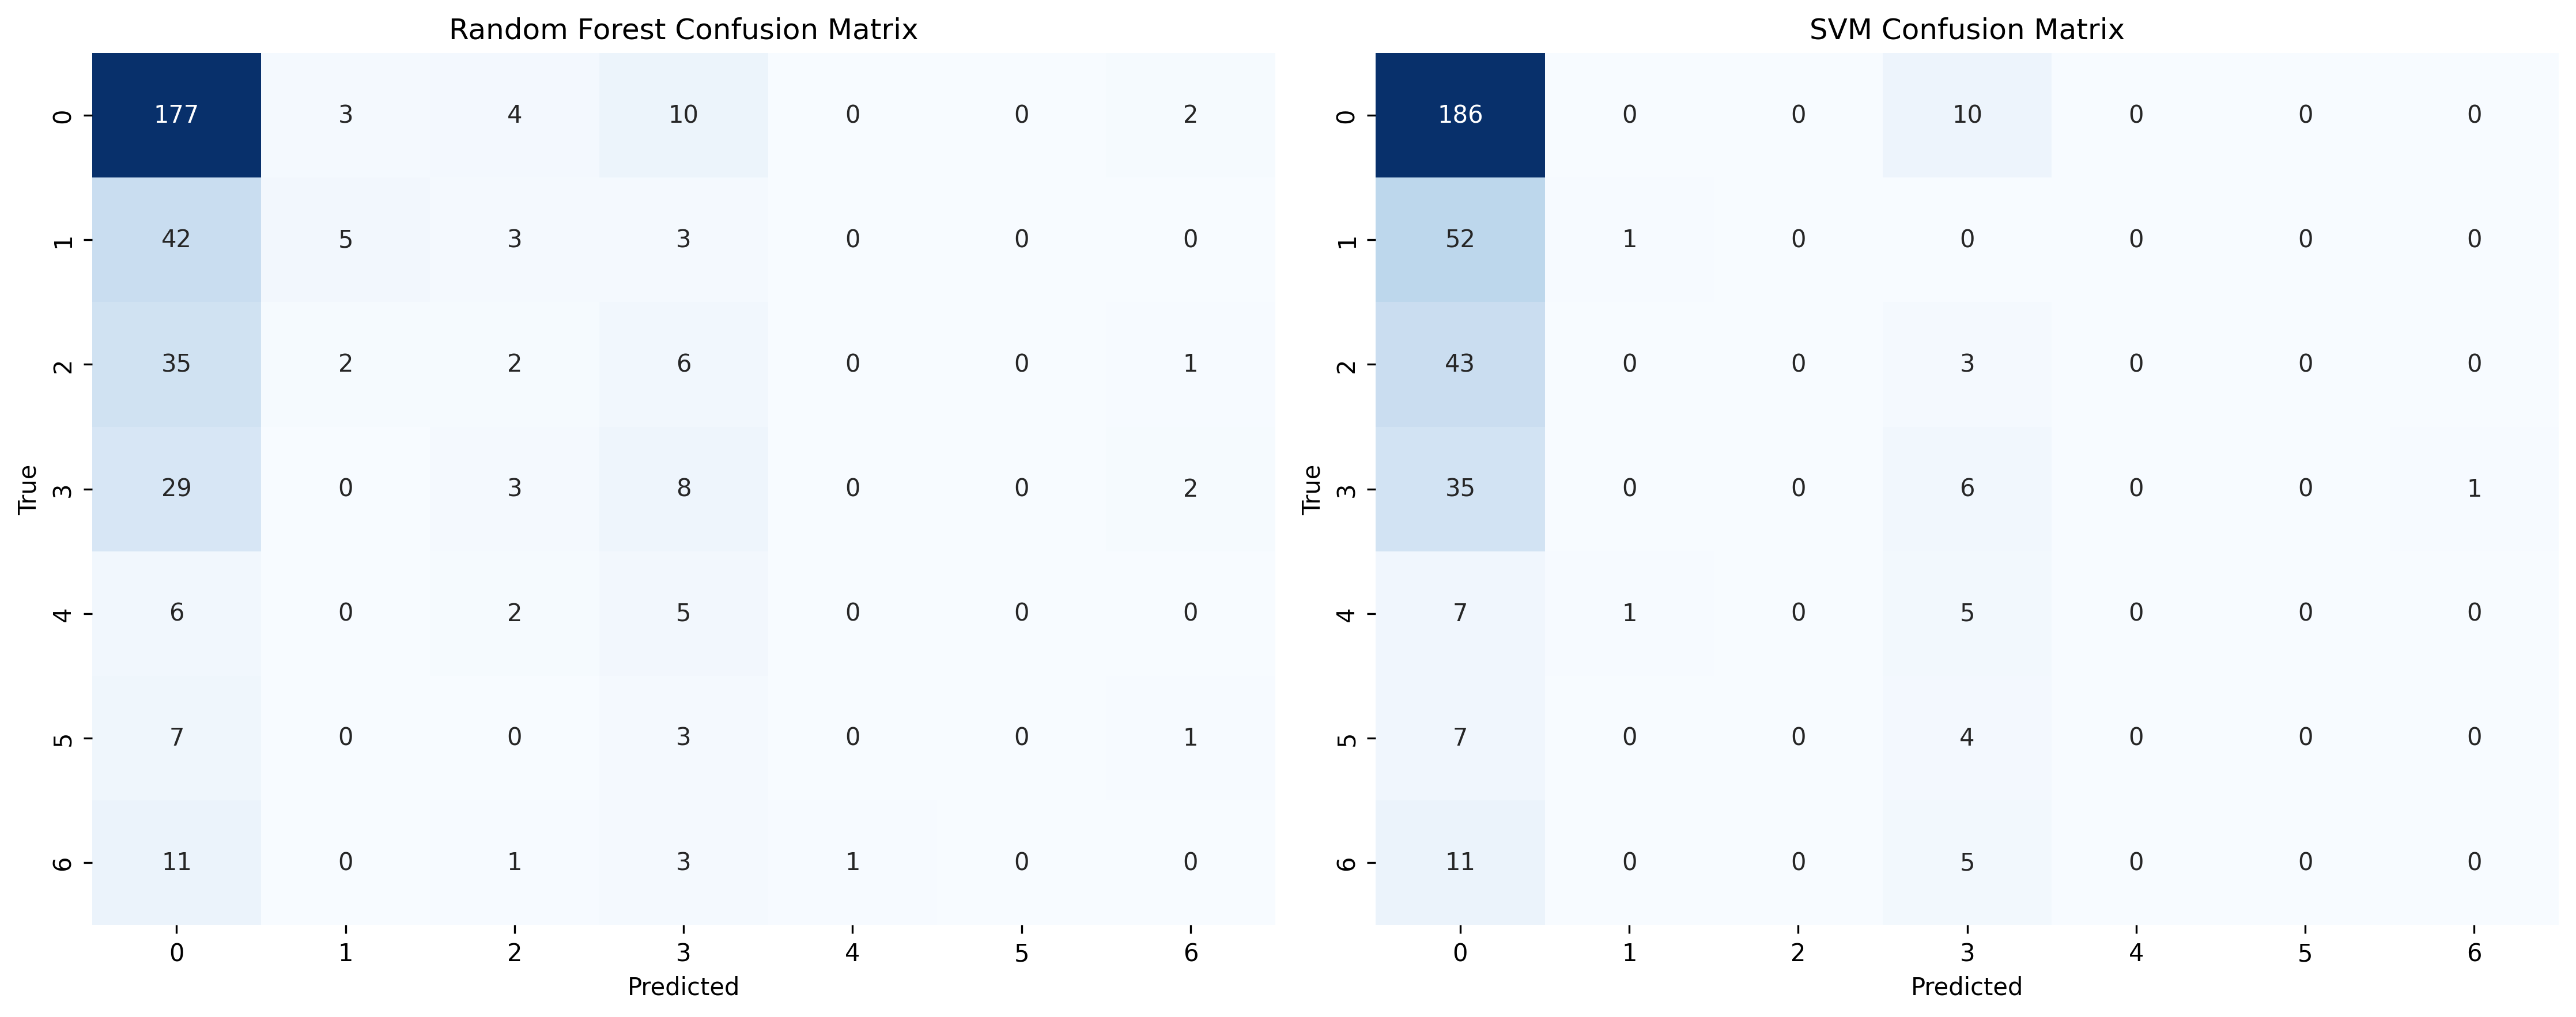 Random Forest Confusion Matrix
177 3 4 10 0 0 2
42 5 3 3 0 0 0
35 2 2 6 0 0 1
29 0 3 8 0 0 2
6 0 2 5 0 0 0
7 0 0 3 0 0 1
11 0 1 3 1 0 0
0
1
2
3
4
5
6
True
0 1 2 3 4 5 6
Predicted
SVM Confusion Matrix
186 0 0 10 0 0 0
52 1 0 0 0 0 0
43 0 0 3 0 0 0
35 0 0 6 0 0 1
7 1 0 5 0 0 0
7 0 0 4 0 0 0
11 0 0 5 0 0 0
0
1
2
3
4
5
6
True
0 1 2 3 4 5 6
Predicted